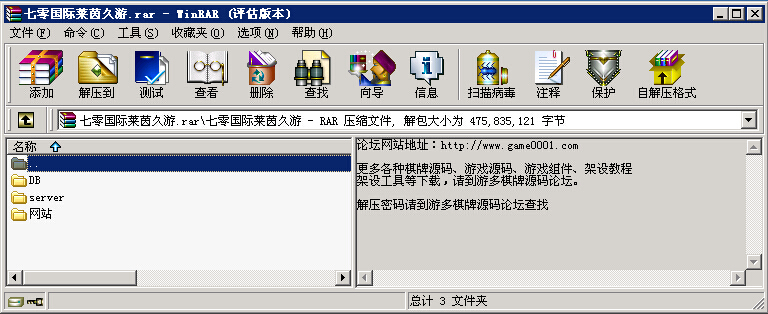 七零国际莱茵久游.rar - WinRAR (评估版本)
文件(F) 命令(C) 工具(S) 收藏夹(O) 选项(N) 帮助(H)
添加 解压到 测试 查看 删除 查找 向导 信息 扫描病毒 注释 保护 自解压格式
七零国际莱茵久游.rar\七零国际莱茵久游 - RAR 压缩文件, 解包大小为 475,835,121 字节
名称
..
DB
server
网站
论坛网站地址：http://www.game0001.com
更多各种棋牌源码、游戏源码、游戏组件、架设教程
架设工具等下载，请到游多棋牌源码论坛。
解压密码请到游多棋牌源码论坛查找
总计 3 文件夹